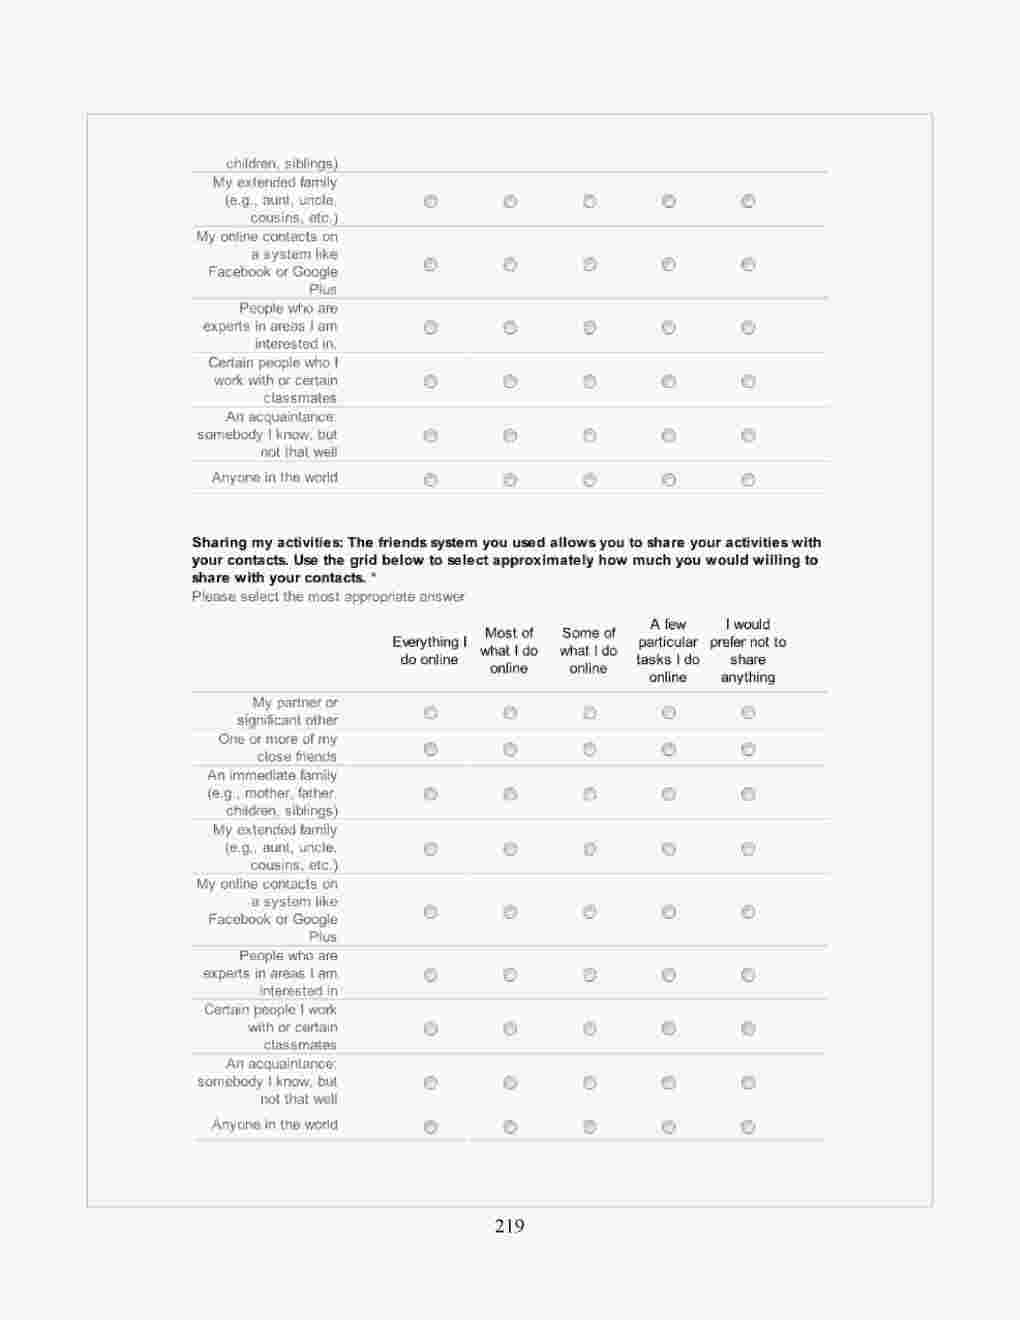 children, siblings)
My extended family
(e.g., aunt, uncle,
cousins, etc.)
My online contacts on
a system like
Facebook or Google
Plus
People who are
experts in areas I am
interested in.
Certain people who I
work with or certain
classmates
An acquaintance:
somebody I know, but
not that well
Anyone in the world
Sharing my activities: The friends system you used allows you to share your activities with
your contacts. Use the grid below to select approximately how much you would willing to
share with your contacts. *
Please select the most appropriate answer
Everything I
do online
Most of
what I do
online
Some of
what I do
online
A few
particular
tasks I do
online
I would
prefer not to
share
anything
My partner or
significant other
One or more of my
close friends
An immediate family
(e.g., mother, father,
children, siblings)
My extended family
(e.g., aunt, uncle,
cousins, etc.)
My online contacts on
a system like
Facebook or Google
Plus
People who are
experts in areas I am
interested in
Certain people I work
with or certain
classmates
An acquaintance:
somebody I know, but
not that well
Anyone in the world
219